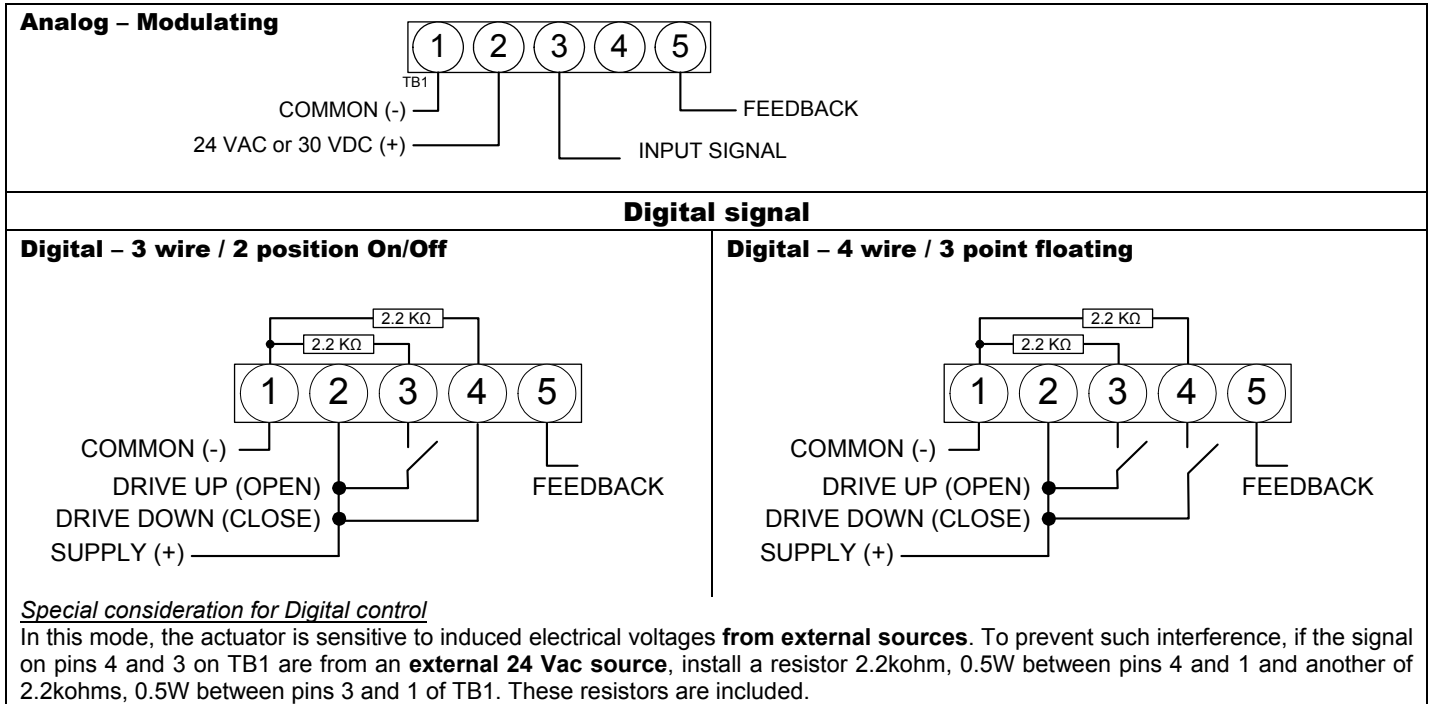 Analog – Modulating
1 2 3 4 5
TB1
COMMON (-)
FEEDBACK
24 VAC or 30 VDC (+)
INPUT SIGNAL
Digital signal
Digital – 3 wire / 2 position On/Off
2.2 KΩ
2.2 KΩ
1 2 3 4 5
COMMON (-)
DRIVE UP (OPEN)
FEEDBACK
DRIVE DOWN (CLOSE)
SUPPLY (+)
Digital – 4 wire / 3 point floating
2.2 KΩ
2.2 KΩ
1 2 3 4 5
COMMON (-)
DRIVE UP (OPEN)
FEEDBACK
DRIVE DOWN (CLOSE)
SUPPLY (+)
Special consideration for Digital control
In this mode, the actuator is sensitive to induced electrical voltages from external sources. To prevent such interference, if the signal
on pins 4 and 3 on TB1 are from an external 24 Vac source, install a resistor 2.2kohm, 0.5W between pins 4 and 1 and another of
2.2kohms, 0.5W between pins 3 and 1 of TB1. These resistors are included.